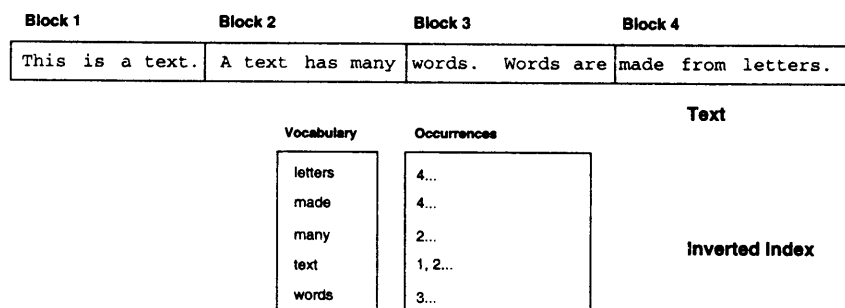 Block 1 Block 2 Block 3 Block 4
This is a text. A text has many words. Words are made from letters.
Text
Vocabulary Occurrences
letters 4...
made 4...
many 2...
Inverted Index
text 1, 2...
words 3...